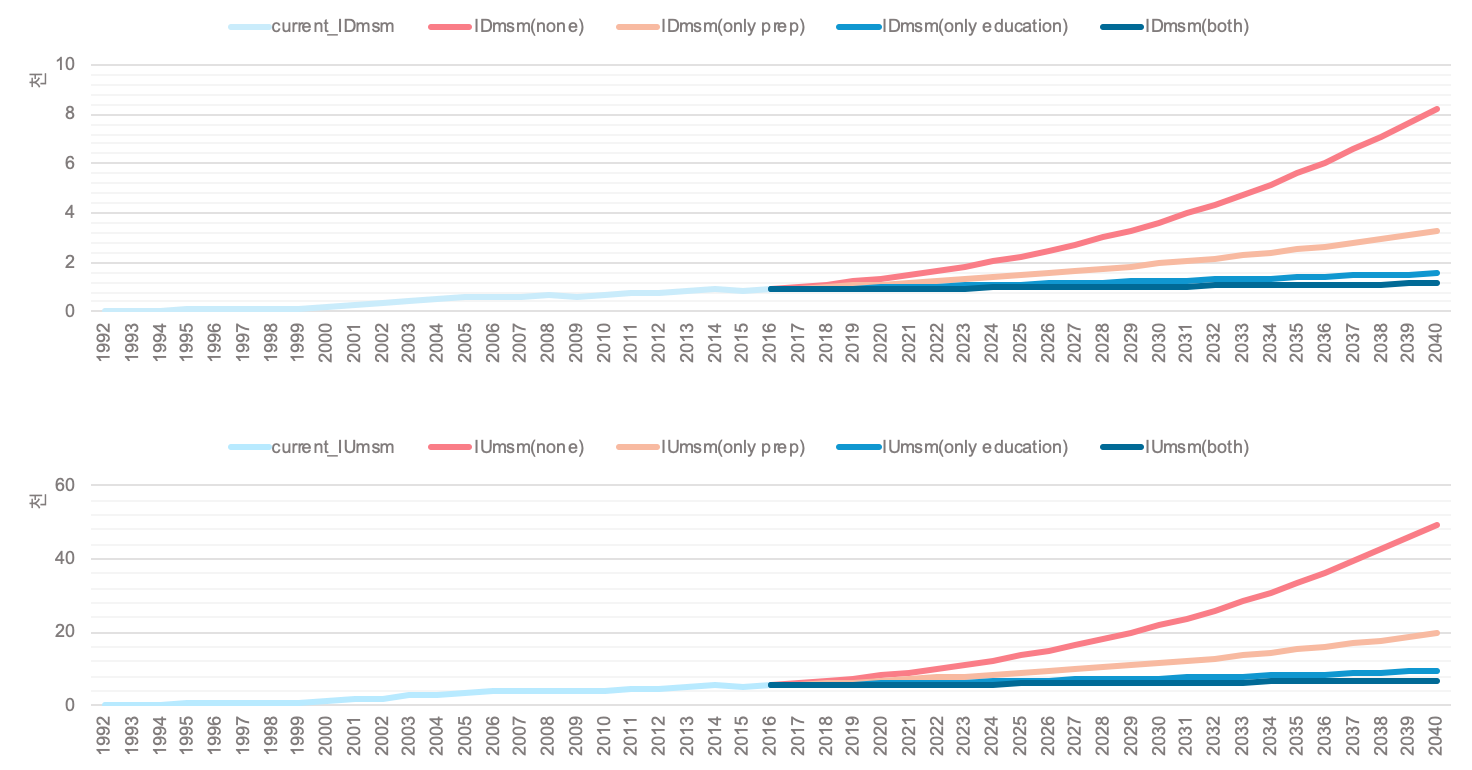 current_IDmsm IDmsm(none) IDmsm(only prep) IDmsm(only education) IDmsm(both)
천
10
8
6
4
2
0
1992 1993 1994 1995 1996 1997 1998 1999 2000 2001 2002 2003 2004 2005 2006 2007 2008 2009 2010 2011 2012 2013 2014 2015 2016 2017 2018 2019 2020 2021 2022 2023 2024 2025 2026 2027 2028 2029 2030 2031 2032 2033 2034 2035 2036 2037 2038 2039 2040
current_IUmsm IUmsm(none) IUmsm(only prep) IUmsm(only education) IUmsm(both)
천
60
40
20
0
1992 1993 1994 1995 1996 1997 1998 1999 2000 2001 2002 2003 2004 2005 2006 2007 2008 2009 2010 2011 2012 2013 2014 2015 2016 2017 2018 2019 2020 2021 2022 2023 2024 2025 2026 2027 2028 2029 2030 2031 2032 2033 2034 2035 2036 2037 2038 2039 2040